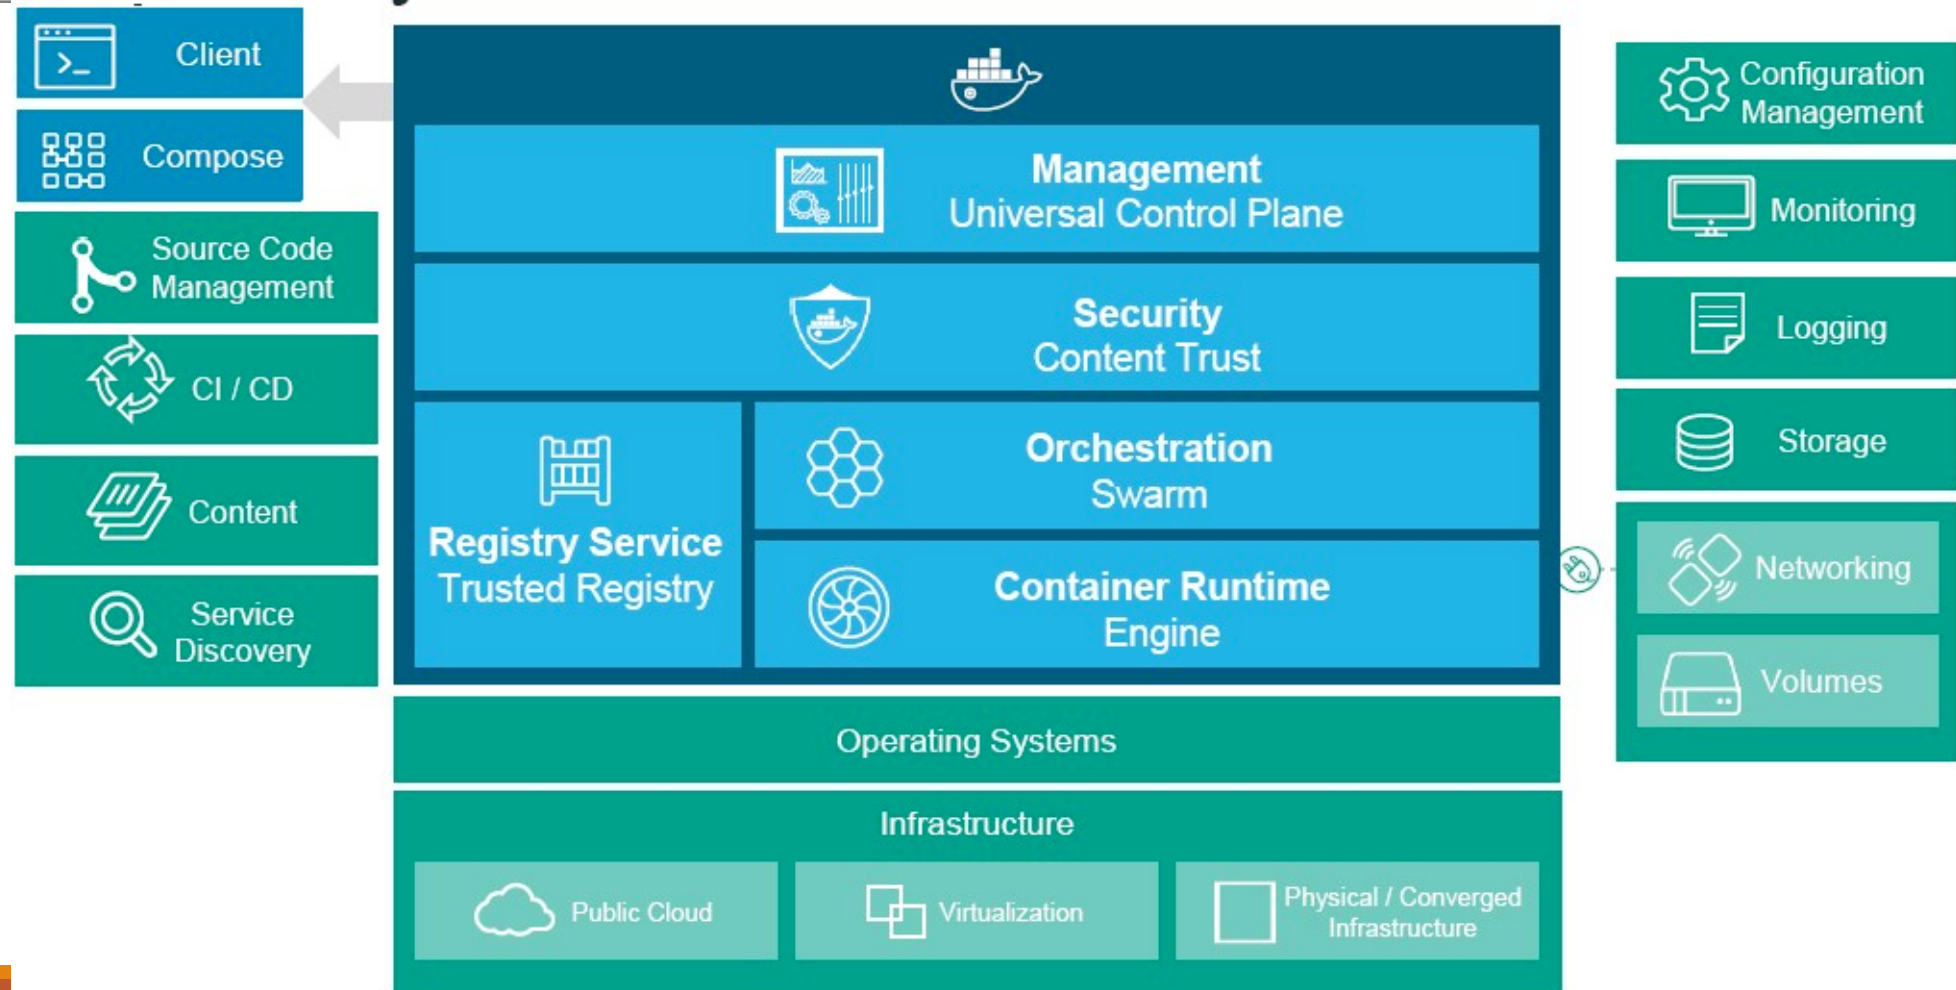 Client
Compose
Source Code
Management
CI / CD
Content
Service
Discovery
Management
Universal Control Plane
Security
Content Trust
Registry Service
Trusted Registry
Orchestration
Swarm
Container Runtime
Engine
Operating Systems
Infrastructure
Public Cloud
Virtualization
Physical / Converged
Infrastructure
Configuration
Management
Monitoring
Logging
Storage
Networking
Volumes